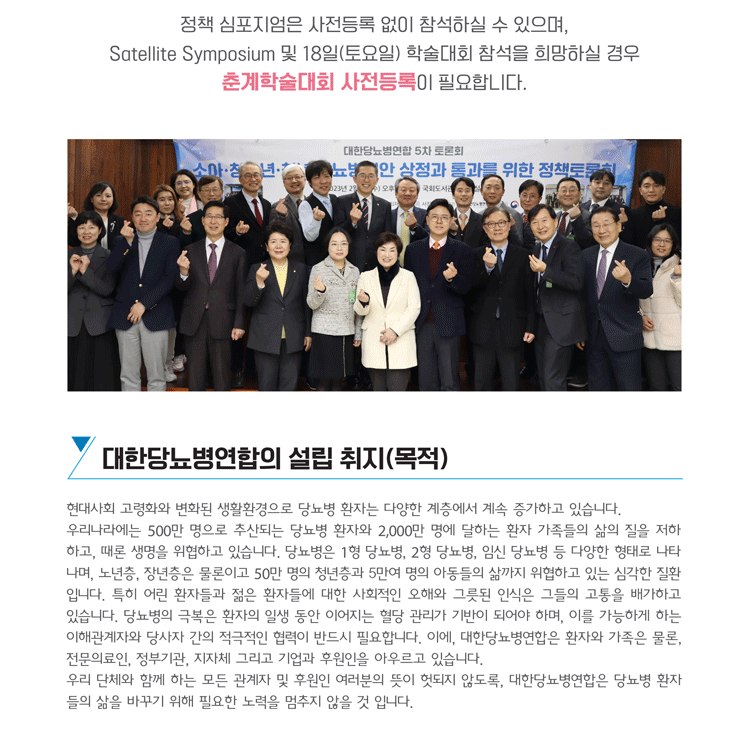 정책 심포지엄은 사전등록 없이 참석하실 수 있으며,
Satellite Symposium 및 18일(토요일) 학술대회 참석을 희망하실 경우
춘계학술대회 사전등록이 필요합니다.
대한당뇨병연합 5차 토론회
상정과 통과를 위한 정책토론회
대한당뇨병연합의 설립 취지(목적)
현대사회 고령화와 변화된 생활환경으로 당뇨병 환자는 다양한 계층에서 계속 증가하고 있습니다.
우리나라에는 500만 명으로 추산되는 당뇨병 환자와 2,000만 명에 달하는 환자 가족들의 삶의 질을 저하
하고, 때론 생명을 위협하고 있습니다. 당뇨병은 1형 당뇨병, 2형 당뇨병, 임신 당뇨병 등 다양한 형태로 나타
나며, 노년층, 장년층은 물론이고 50만 명의 청년층과 5만여 명의 아동들의 삶까지 위협하고 있는 심각한 질환
입니다. 특히 어린 환자들과 젊은 환자들에 대한 사회적인 오해와 그릇된 인식은 그들의 고통을 배가하고
있습니다. 당뇨병의 극복은 환자의 일생 동안 이어지는 혈당 관리가 기반이 되어야 하며, 이를 가능하게 하는
이해관계자와 당사자 간의 적극적인 협력이 반드시 필요합니다. 이에, 대한당뇨병연합은 환자와 가족은 물론,
전문의료인, 정부기관, 지자체 그리고 기업과 후원인을 아우르고 있습니다.
우리 단체와 함께 하는 모든 관계자 및 후원인 여러분의 뜻이 헛되지 않도록, 대한당뇨병연합은 당뇨병 환자
들의 삶을 바꾸기 위해 필요한 노력을 멈추지 않을 것 입니다.